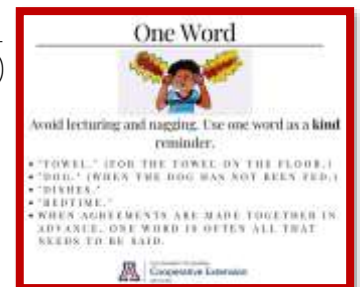 One Word
Avoid lecturing and nagging. Use one word as a kind
reminder.
• "TOWEL." (FOR THE TOWEL ON THE FLOOR.)
• "DOG." (WHEN THE DOG HAS NOT BEEN FED.)
• "DISHES."
• "BEDTIME."
• WHEN AGREEMENTS ARE MADE TOGETHER IN
ADVANCE, ONE WORD IS OFTEN ALL THAT
NEEDS TO BE SAID.
Cooperative Extension